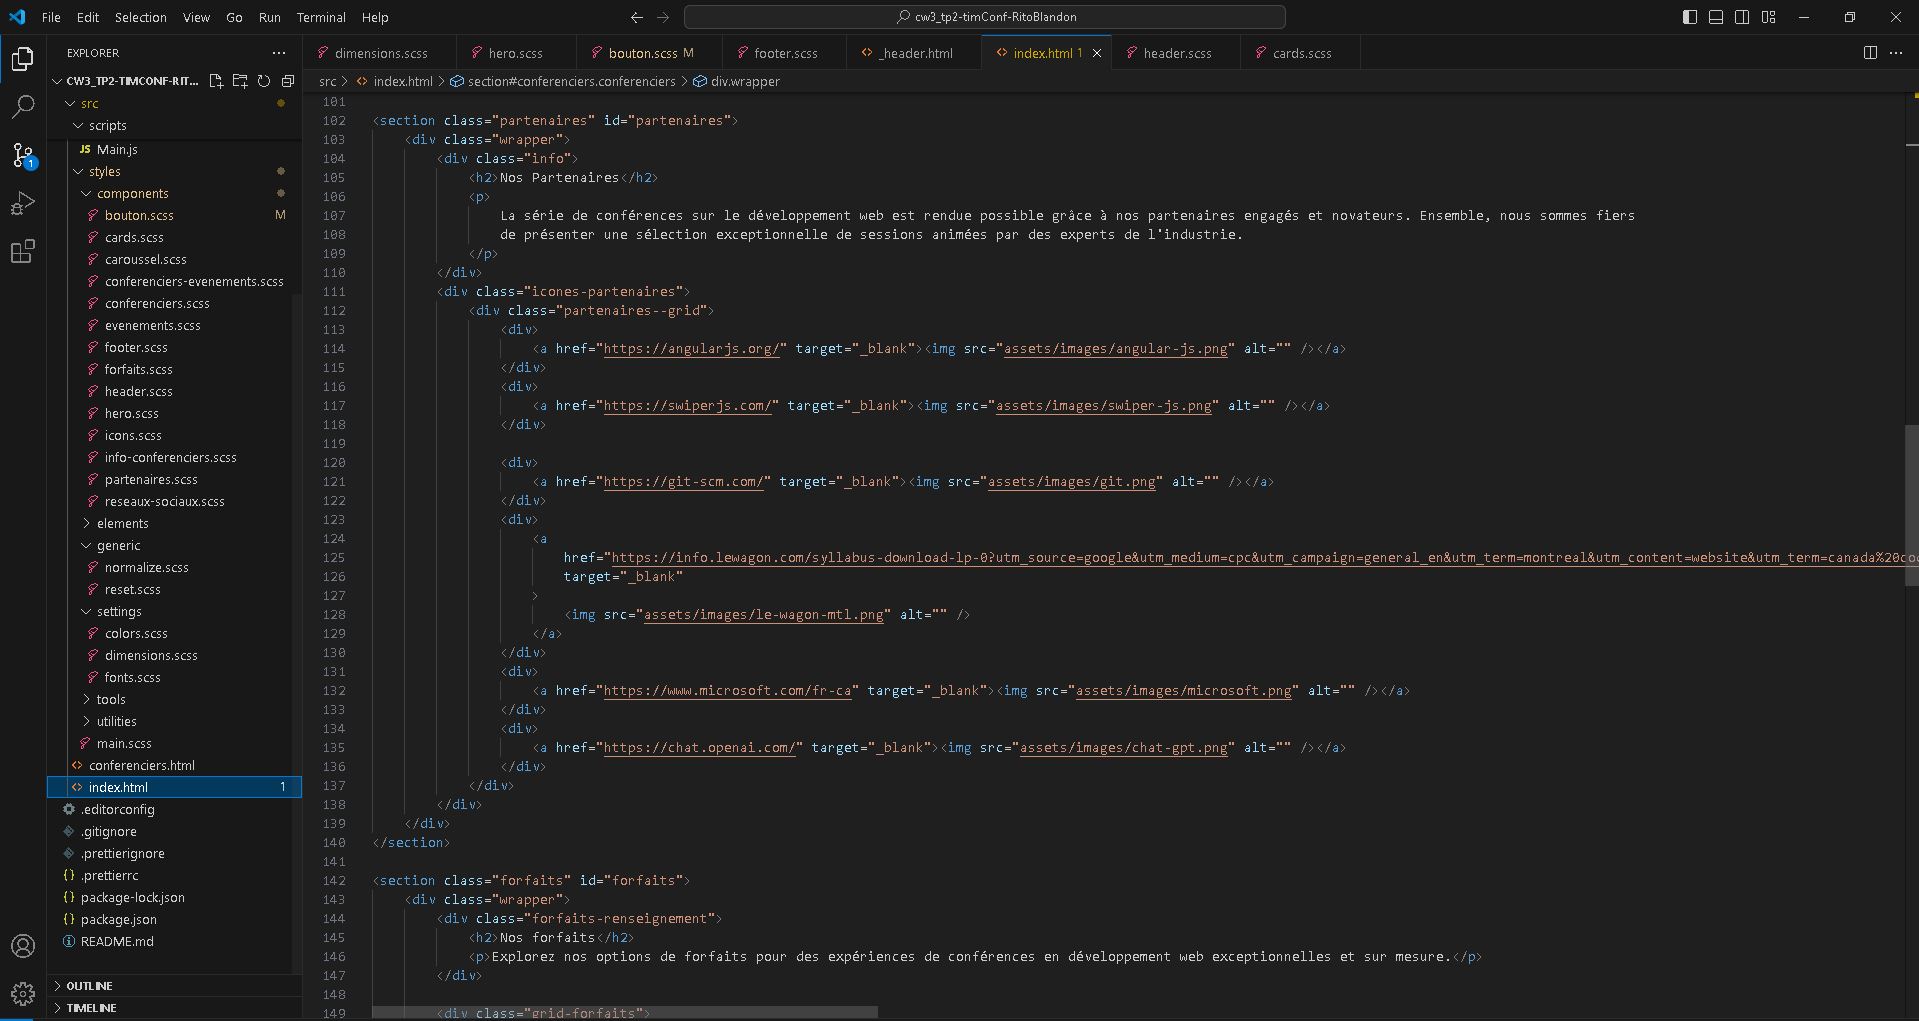 File Edit Selection View Go Run Terminal Help
cw3_tp2-timConf-RitoBlandon
EXPLORER
CW3_TP2-TIMCONF-RIT...
src
scripts
JS Main.js
styles
components
bouton.scss M
cards.scss
caroussel.scss
conferenciers-evenements.scss
conferenciers.scss
evenements.scss
footer.scss
forfaits.scss
header.scss
hero.scss
icons.scss
info-conferenciers.scss
partenaires.scss
reseaux-sociaux.scss
elements
generic
normalize.scss
reset.scss
settings
colors.scss
dimensions.scss
fonts.scss
tools
utilities
main.scss
conferenciers.html
index.html 1
.editorconfig
.gitignore
.prettierignore
{} .prettierrc
{} package-lock.json
{} package.json
README.md
OUTLINE
TIMELINE
1
dimensions.scss hero.scss bouton.scss M footer.scss _header.html index.html 1 header.scss cards.scss
src > index.html > section#conferenciers.conferenciers > div.wrapper
101
102 <section class="partenaires" id="partenaires">
103 <div class="wrapper">
104 <div class="info">
105 <h2>Nos Partenaires</h2>
106 <p>
107 La série de conférences sur le développement web est rendue possible grâce à nos partenaires engagés et novateurs. Ensemble, nous sommes fiers
108 de présenter une sélection exceptionnelle de sessions animées par des experts de l'industrie.
109 </p>
110 </div>
111 <div class="icones-partenaires">
112 <div class="partenaires--grid">
113 <div>
114 <a href="https://angularjs.org/" target="_blank"><img src="assets/images/angular-js.png" alt="" /></a>
115 </div>
116 <div>
117 <a href="https://swiperjs.com/" target="_blank"><img src="assets/images/swiper-js.png" alt="" /></a>
118 </div>
119
120 <div>
121 <a href="https://git-scm.com/" target="_blank"><img src="assets/images/git.png" alt="" /></a>
122 </div>
123 <div>
124 <a
125 href="https://info.lewagon.com/syllabus-download-lp-0?utm_source=google&utm_medium=cpc&utm_campaign=general_en&utm_term=montreal&utm_content=website&utm_term=canada%20coo
126 target="_blank"
127 >
128 <img src="assets/images/le-wagon-mtl.png" alt="" />
129 </a>
130 </div>
131 <div>
132 <a href="https://www.microsoft.com/fr-ca" target="_blank"><img src="assets/images/microsoft.png" alt="" /></a>
133 </div>
134 <div>
135 <a href="https://chat.openai.com/" target="_blank"><img src="assets/images/chat-gpt.png" alt="" /></a>
136 </div>
137 </div>
138 </div>
139 </div>
140 </section>
141
142 <section class="forfaits" id="forfaits">
143 <div class="wrapper">
144 <div class="forfaits-renseignement">
145 <h2>Nos forfaits</h2>
146 <p>Explorez nos options de forfaits pour des expériences de conférences en développement web exceptionnelles et sur mesure.</p>
147 </div>
148
149 <div class="grid-forfaits">